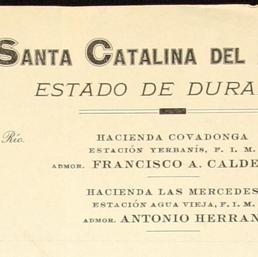 SANTA CATALINA DEL
ESTADO DE DURA
Río.
HACIENDA COVADONGA
ESTACIÓN YERBANÍS, F. I. M.
ADMOR. FRANCISCO A. CALDE
HACIENDA LAS MERCEDES
ESTACIÓN AGUA VIEJA, F. I. M.
ADMOR. ANTONIO HERRAN